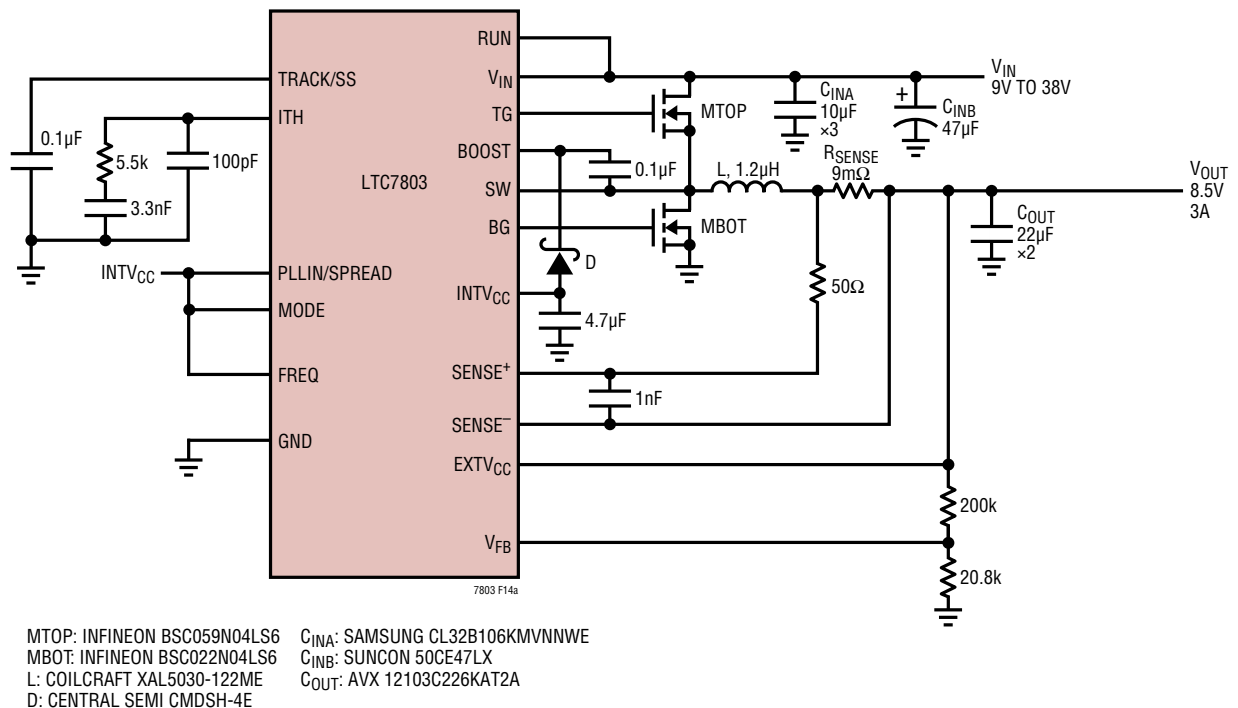 RUN
TRACK/SS
V_IN
V_IN
9V TO 38V
ITH
TG
MTOP
C_INA
10µF
×3
+
C_INB
47µF
0.1µF
5.5k
100pF
BOOST
0.1µF
LTC7803
SW
L, 1.2µH
R_SENSE
9mΩ
V_OUT
8.5V
3A
3.3nF
BG
MBOT
C_OUT
22µF
×2
D
INTV_CC
PLLIN/SPREAD
INTV_CC
50Ω
MODE
4.7µF
FREQ
SENSE+
1nF
SENSE–
GND
EXTV_CC
200k
V_FB
20.8k
7803 F14a
MTOP: INFINEON BSC059N04LS6
MBOT: INFINEON BSC022N04LS6
L: COILCRAFT XAL5030-122ME
D: CENTRAL SEMI CMDSH-4E
C_INA: SAMSUNG CL32B106KMVNNWE
C_INB: SUNCON 50CE47LX
C_OUT: AVX 12103C226KAT2A